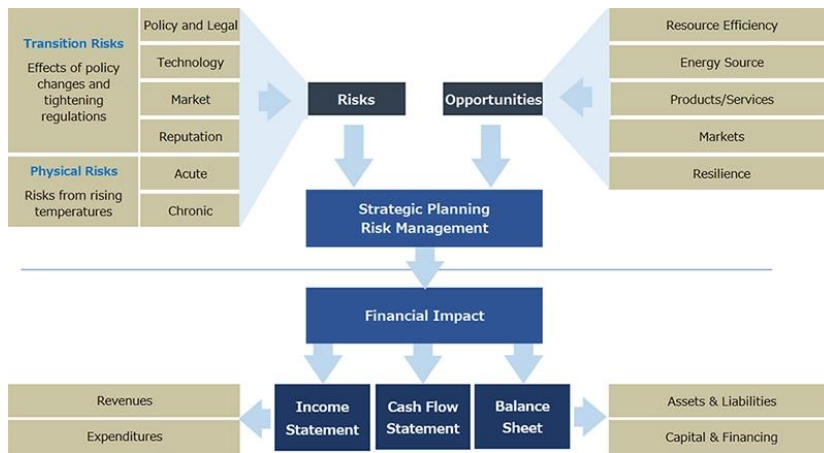 Transition Risks
Effects of policy
changes and
tightening
regulations
Policy and Legal
Technology
Market
Reputation
Physical Risks
Risks from rising
temperatures
Acute
Chronic
Risks
Opportunities
Resource Efficiency
Energy Source
Products/Services
Markets
Resilience
Strategic Planning
Risk Management
Financial Impact
Income
Statement
Cash Flow
Statement
Balance
Sheet
Revenues
Expenditures
Assets & Liabilities
Capital & Financing